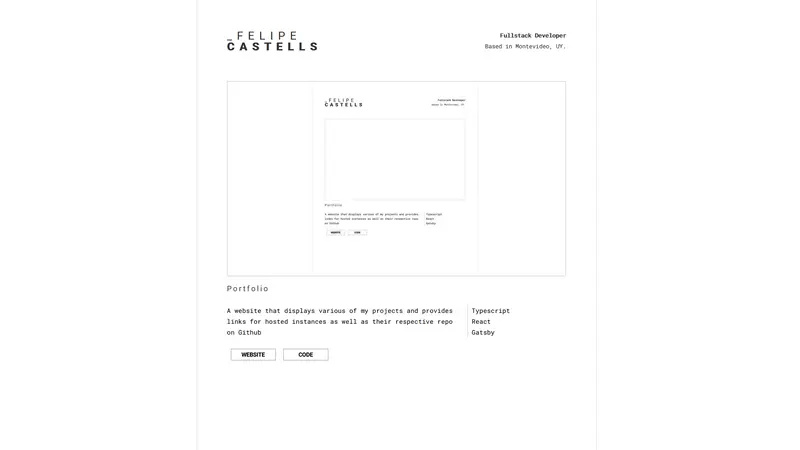 _FELIPE
CASTELLS
Fullstack Developer
Based in Montevideo, UY.
_FELIPE
CASTELLS
Fullstack Developer
Based in Montevideo, UY.
Portfolio
A website that displays various of my projects and provides
links for hosted instances as well as their respective repo
on Github
Typescript
React
Gatsby
WEBSITE
CODE
Portfolio
A website that displays various of my projects and provides
links for hosted instances as well as their respective repo
on Github
Typescript
React
Gatsby
WEBSITE
CODE